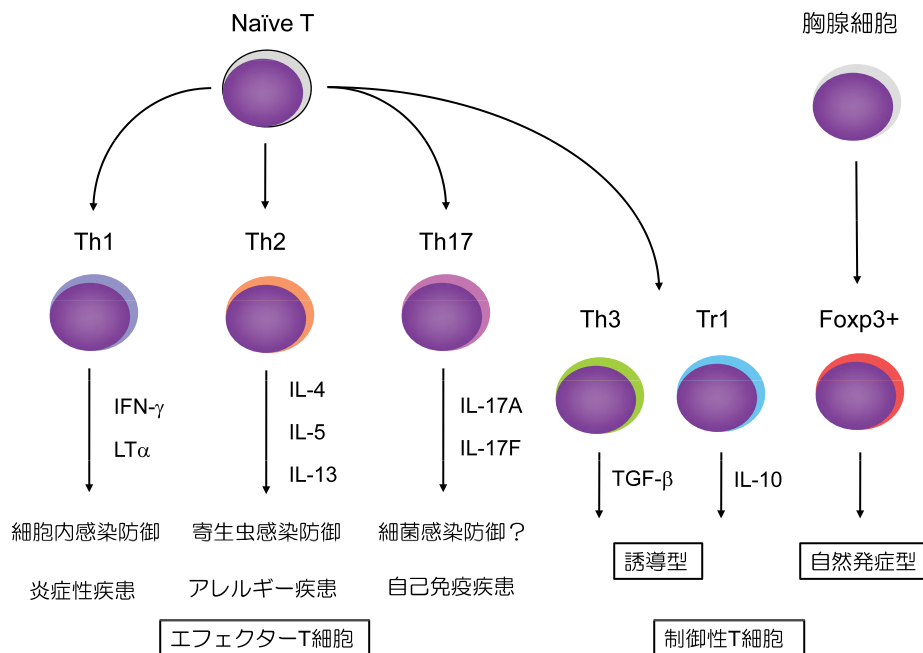 Naïve T
胸腺細胞
Th1
Th2
Th17
Th3
Tr1
Foxp3+
IFN-γ
LTα
IL-4
IL-5
IL-13
IL-17A
IL-17F
TGF-β
IL-10
細胞内感染防御
寄生虫感染防御
細菌感染防御？
誘導型
自然発症型
炎症性疾患
アレルギー疾患
自己免疫疾患
エフェクターT細胞
制御性T細胞